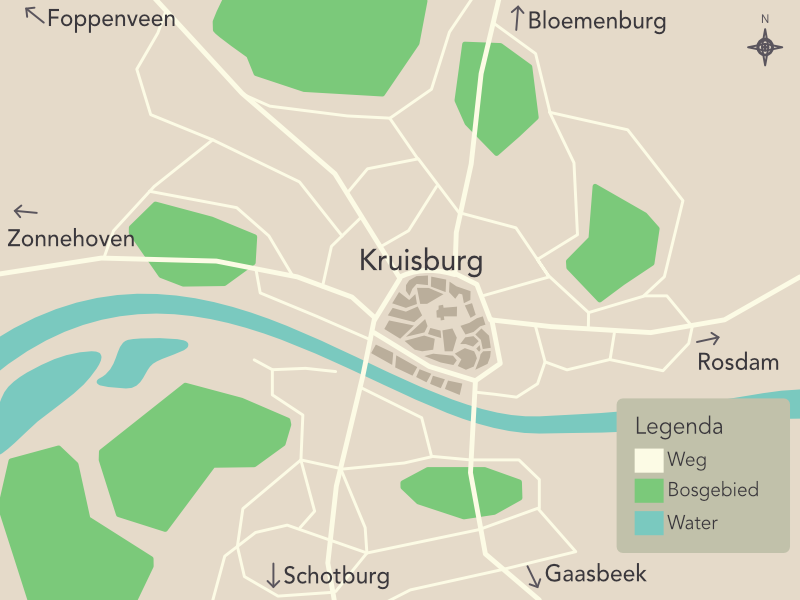 Foppenveen
Bloemenburg
N
Zonnehoven
Kruisburg
Rosdam
Legenda
Weg
Bosgebied
Water
Schotburg
Gaasbeek